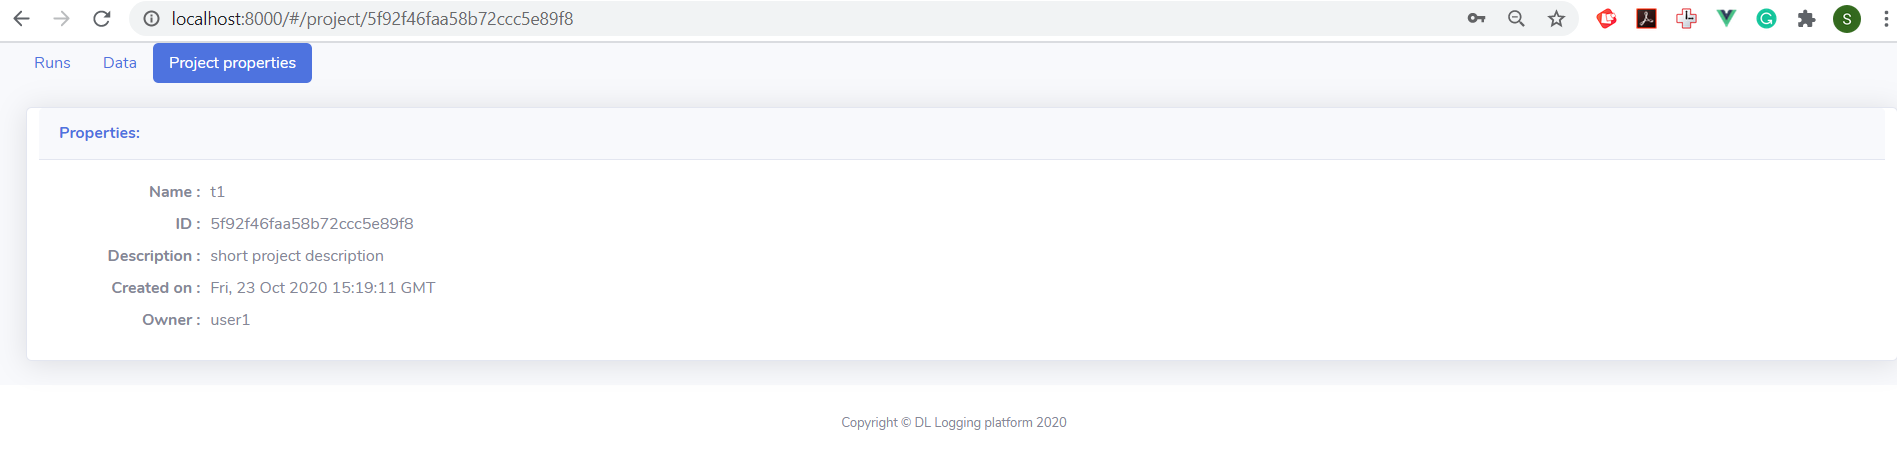 localhost:8000/#/project/5f92f46faa58b72ccc5e89f8
S
Runs Data Project properties
Properties:
Name : t1
ID : 5f92f46faa58b72ccc5e89f8
Description : short project description
Created on : Fri, 23 Oct 2020 15:19:11 GMT
Owner : user1
Copyright © DL Logging platform 2020